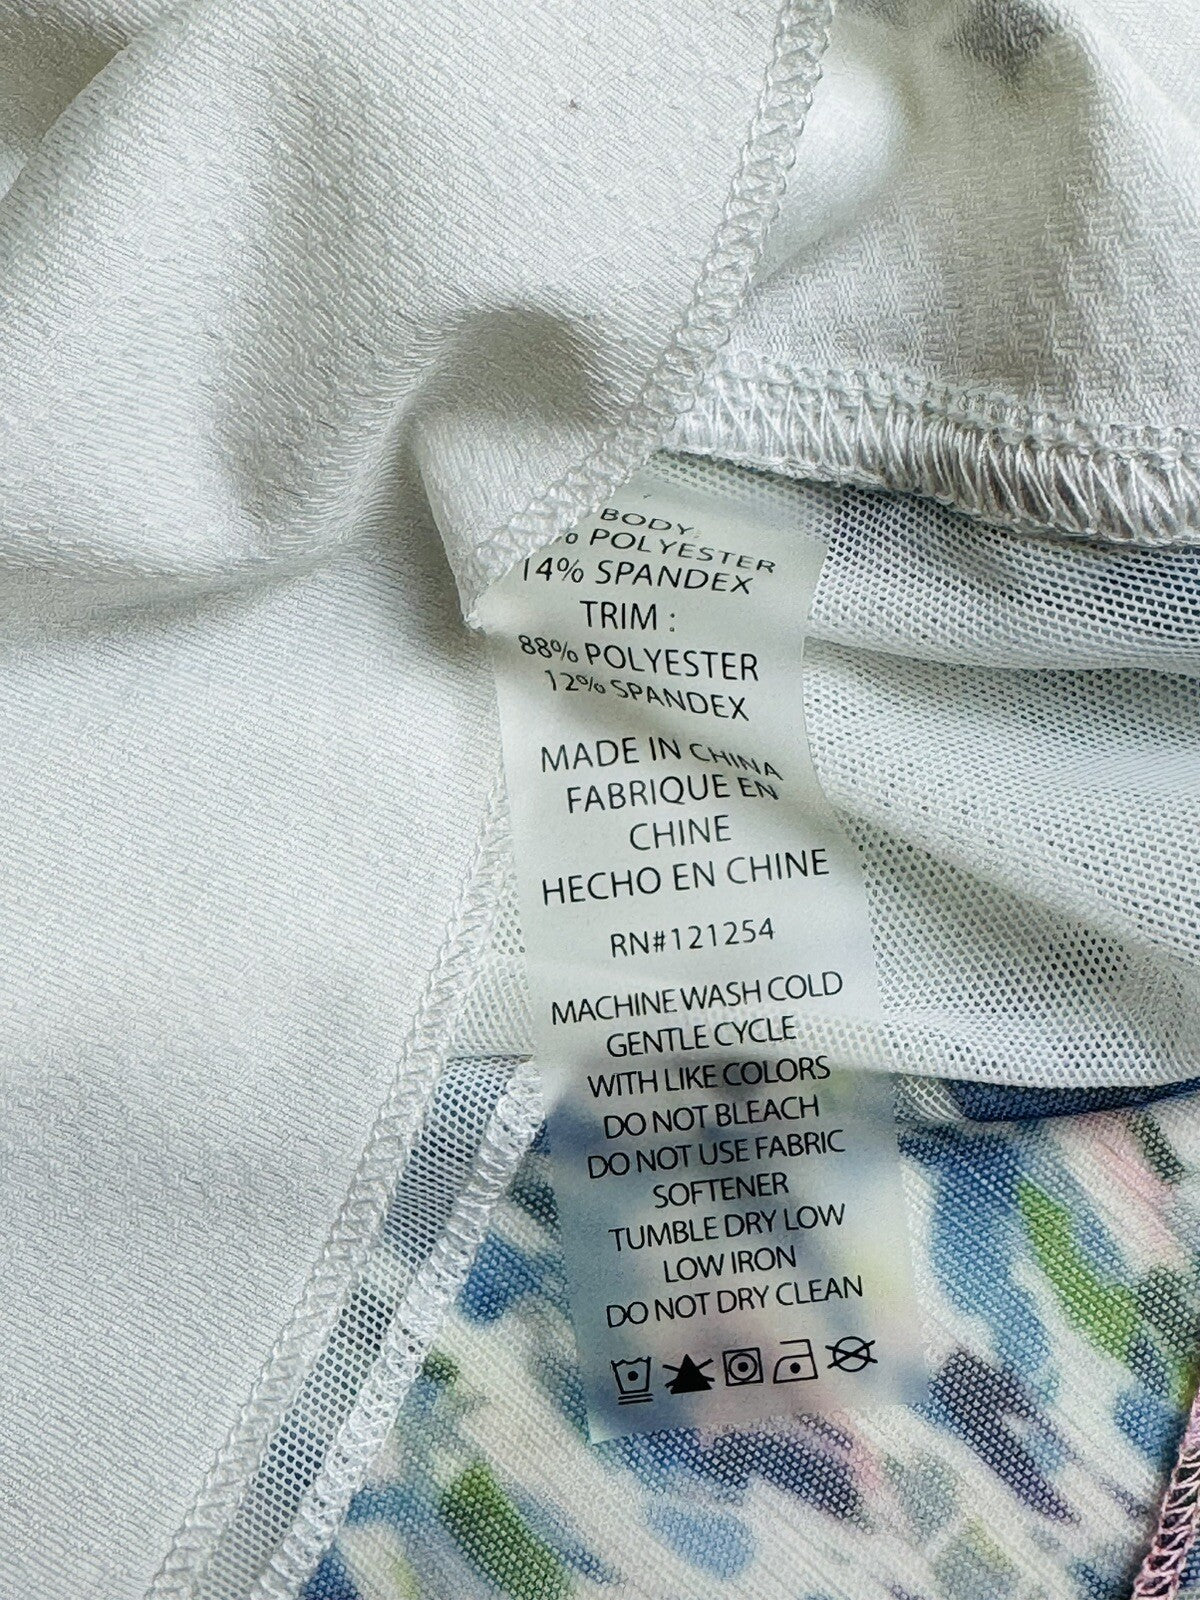 BODY:
% POLYESTER
14% SPANDEX
TRIM :
88% POLYESTER
12% SPANDEX
MADE IN CHINA
FABRIQUE EN
CHINE
HECHO EN CHINE
RN#121254
MACHINE WASH COLD
GENTLE CYCLE
WITH LIKE COLORS
DO NOT BLEACH
DO NOT USE FABRIC
SOFTENER
TUMBLE DRY LOW
LOW IRON
DO NOT DRY CLEAN